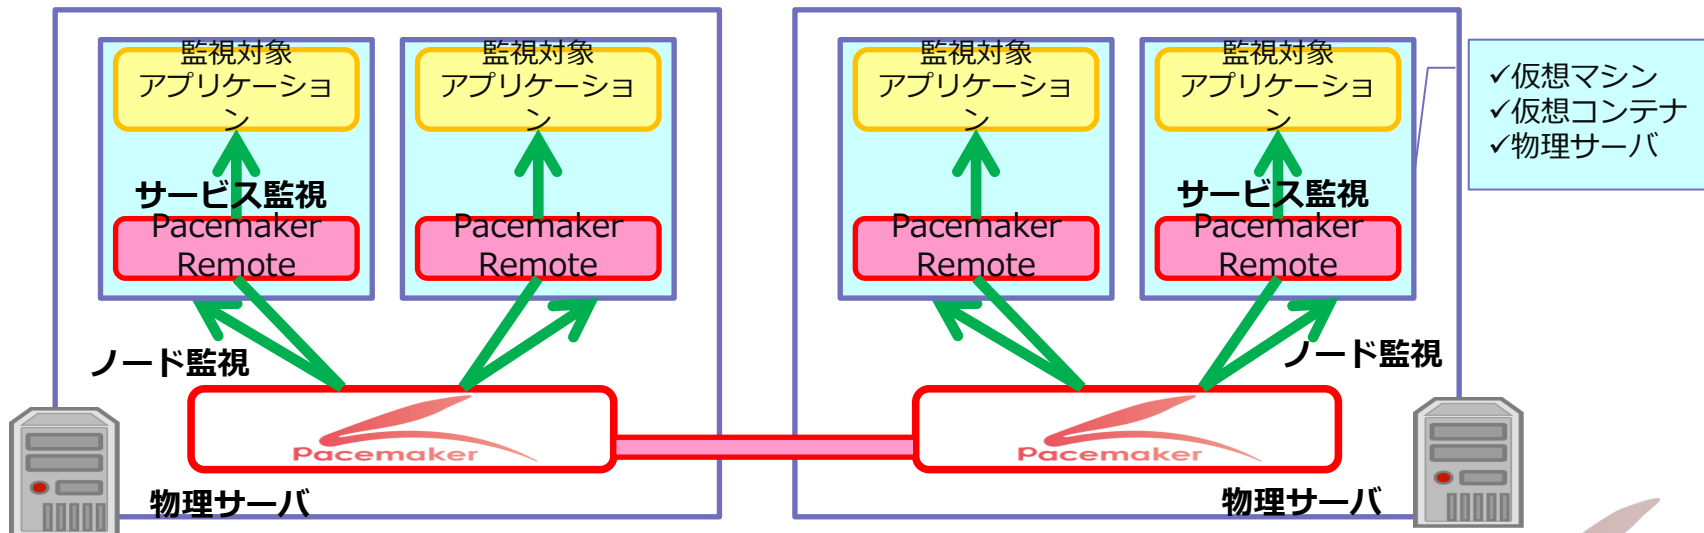 監視対象
アプリケーショ
ン
サービス監視
Pacemaker
Remote
監視対象
アプリケーショ
ン
Pacemaker
Remote
ノード監視
Pacemaker
物理サーバ
監視対象
アプリケーショ
ン
Pacemaker
Remote
監視対象
アプリケーショ
ン
サービス監視
Pacemaker
Remote
ノード監視
Pacemaker
物理サーバ
✓仮想マシン
✓仮想コンテナ
✓物理サーバ